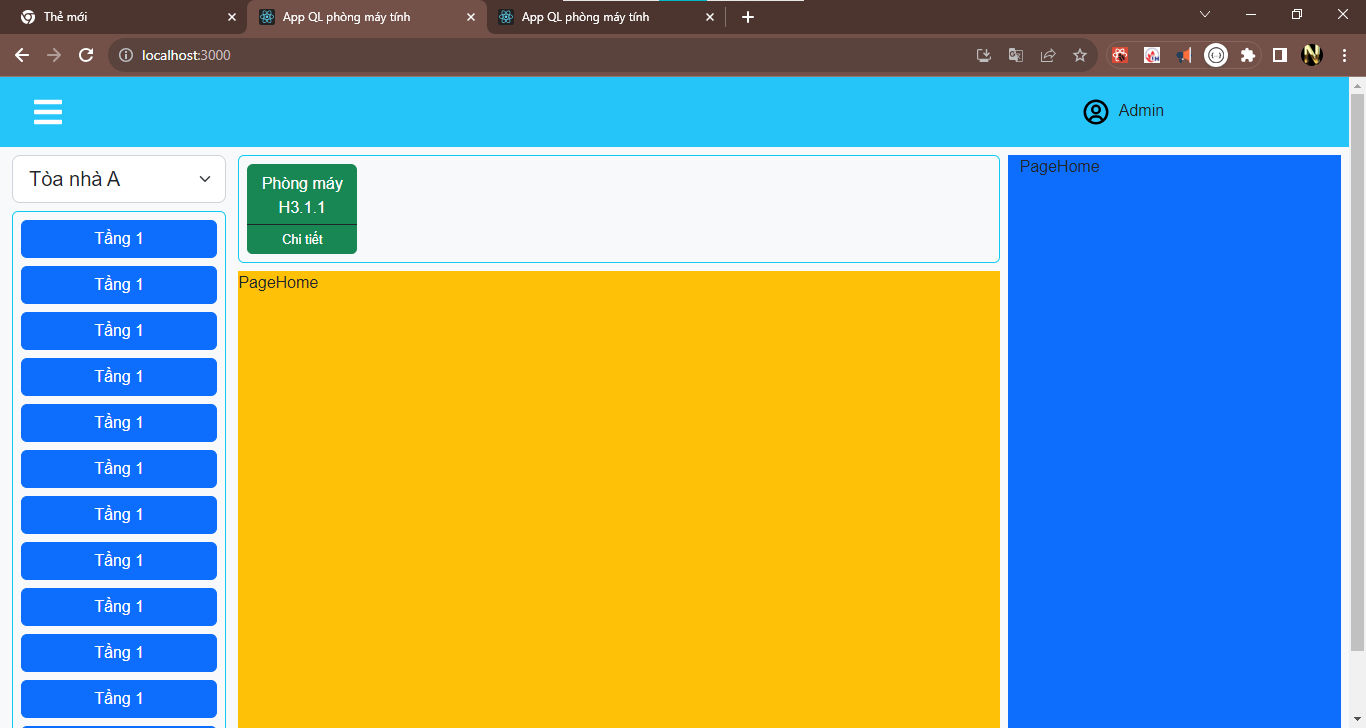 Thẻ mới
App QL phòng máy tính
App QL phòng máy tính
localhost:3000
Admin
Tòa nhà A
Tầng 1
Tầng 1
Tầng 1
Tầng 1
Tầng 1
Tầng 1
Tầng 1
Tầng 1
Tầng 1
Tầng 1
Tầng 1
Phòng máy
H3.1.1
Chi tiết
PageHome
PageHome